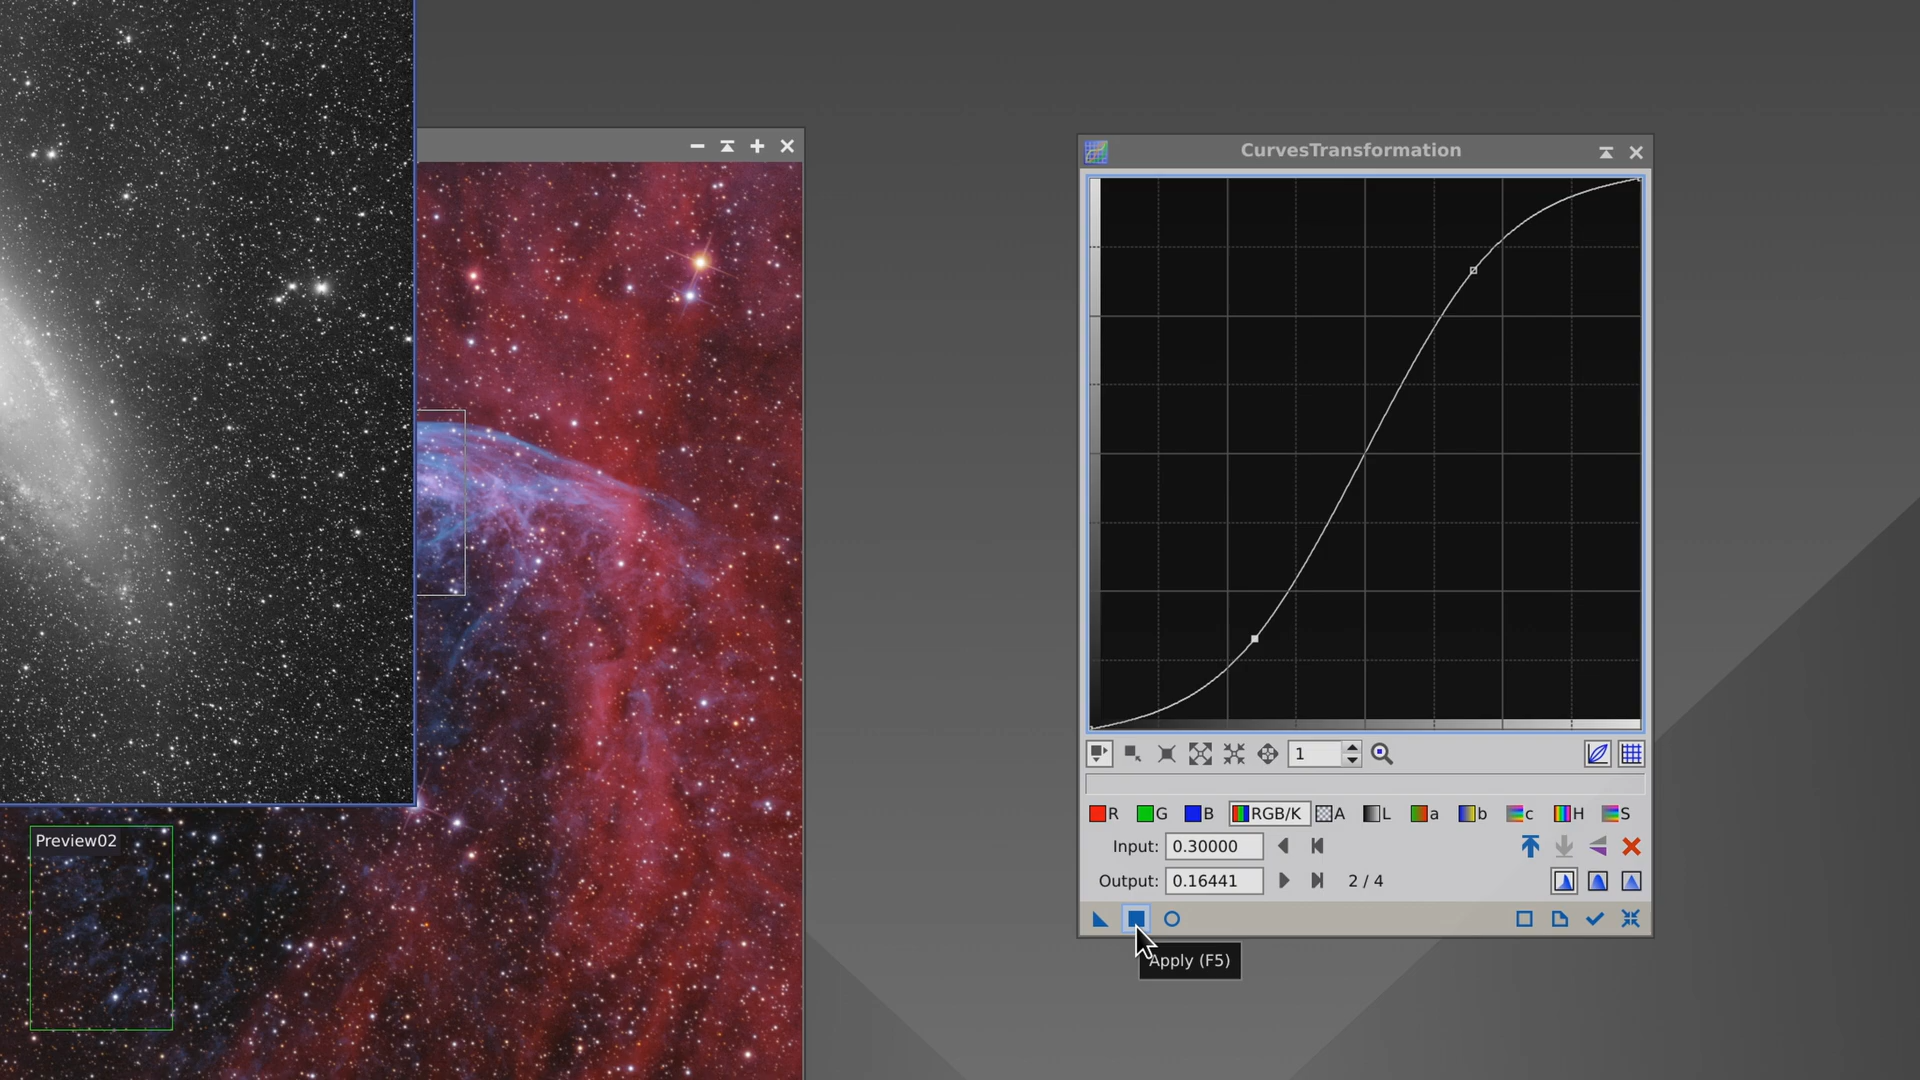 CurvesTransformation
1
R G B RGB/K A L a b c H S
Input: 0.30000
Output: 0.16441 2 / 4
Apply (F5)
Preview02